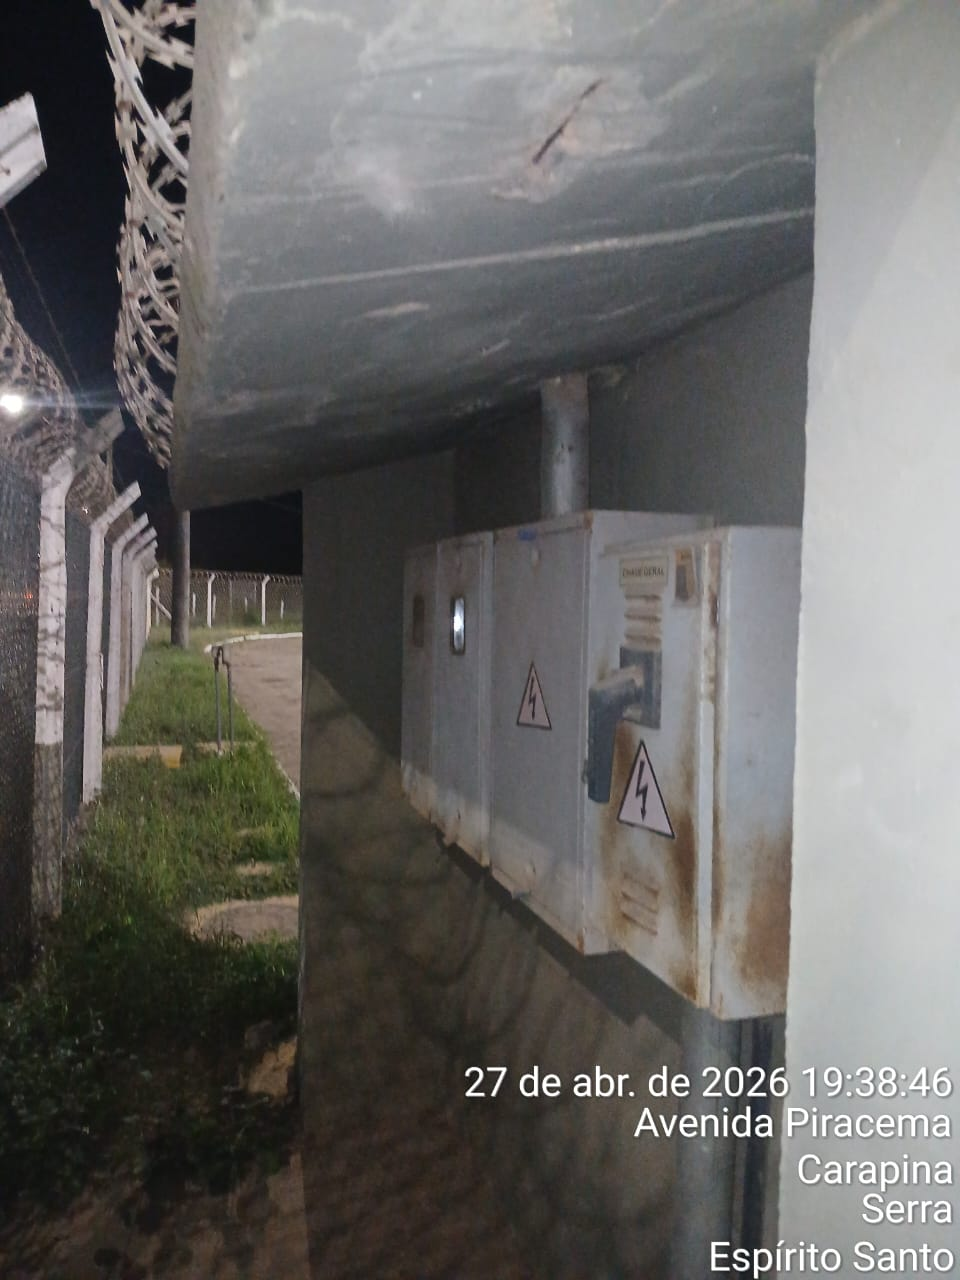 CHAVE GERAL
27 de abr. de 2026 19:38:46
Avenida Piracema
Carapina
Serra
Espírito Santo